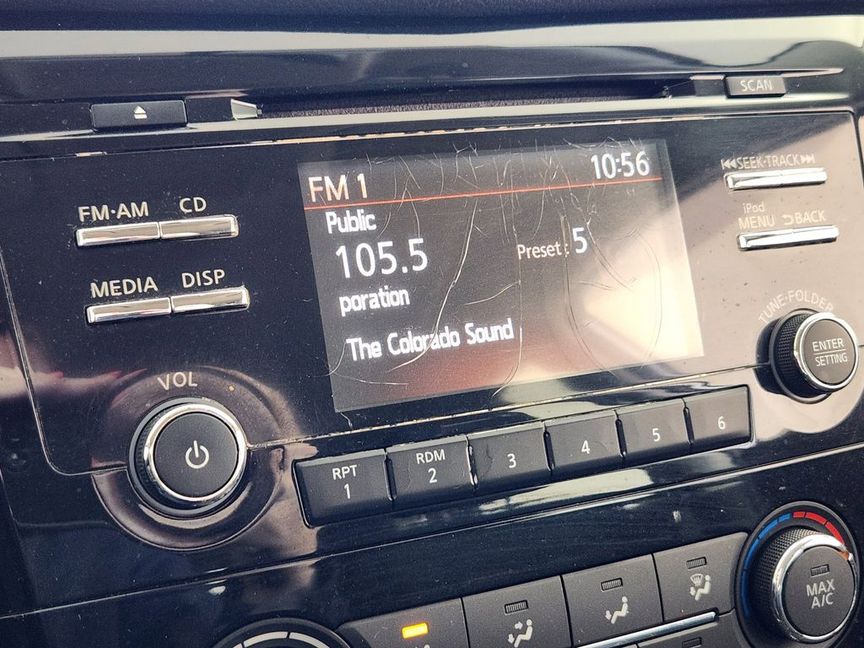 SCAN
FM 1 10:56
SEEK·TRACK
FM·AM CD
Public
iPod
MENU BACK
105.5 Preset: 5
MEDIA DISP
poration
TUNE·FOLDER
The Colorado Sound
ENTER
SETTING
VOL
RPT
1
RDM
2
3
4
5
6
MAX
A/C